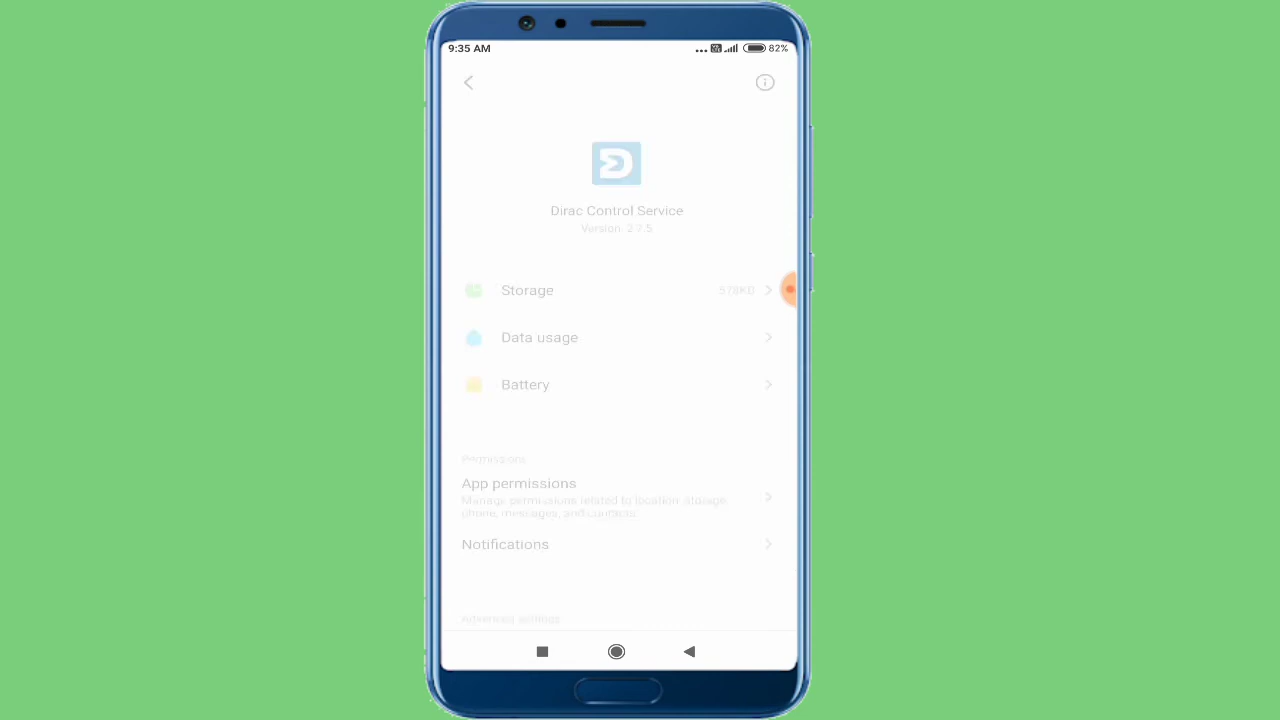 9:35 AM
82%
Dirac Control Service
Version: 2.7.5
Storage
578KB
Data usage
Battery
Permissions
App permissions
Manage permissions related to location, storage,
phone, messages, and contacts.
Notifications
Advanced settings